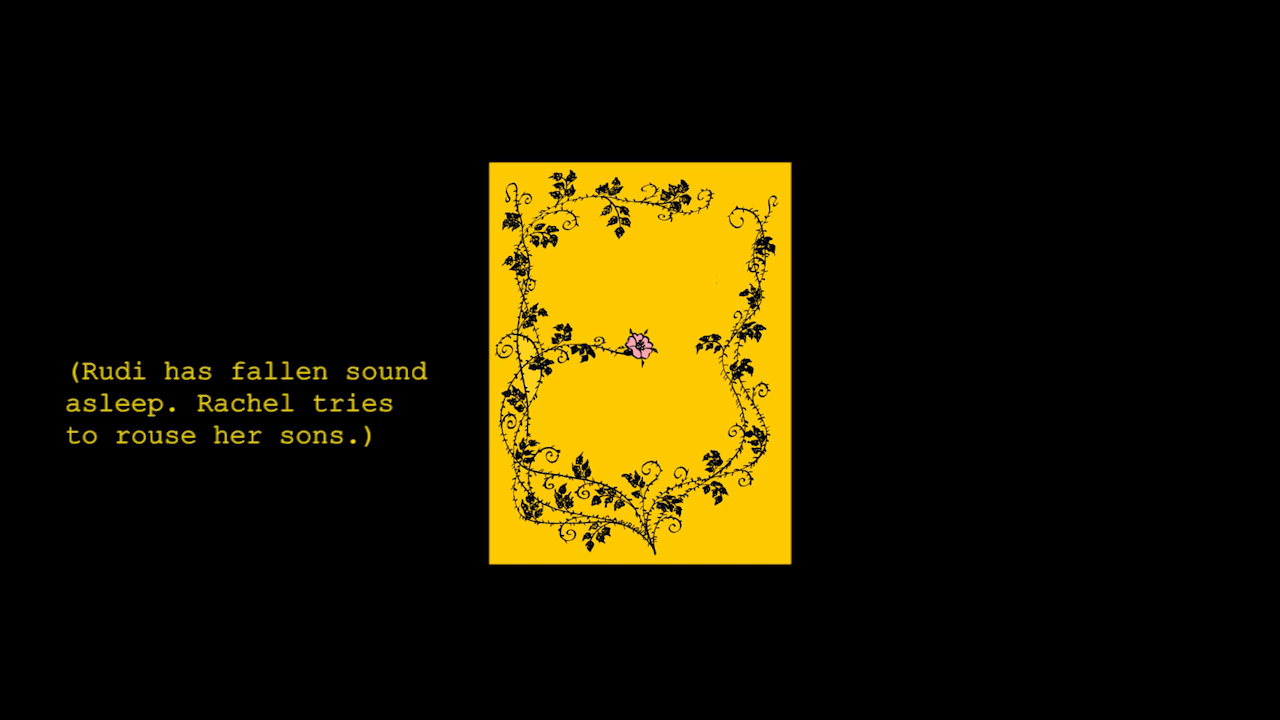 (Rudi has fallen sound
asleep. Rachel tries
to rouse her sons.)